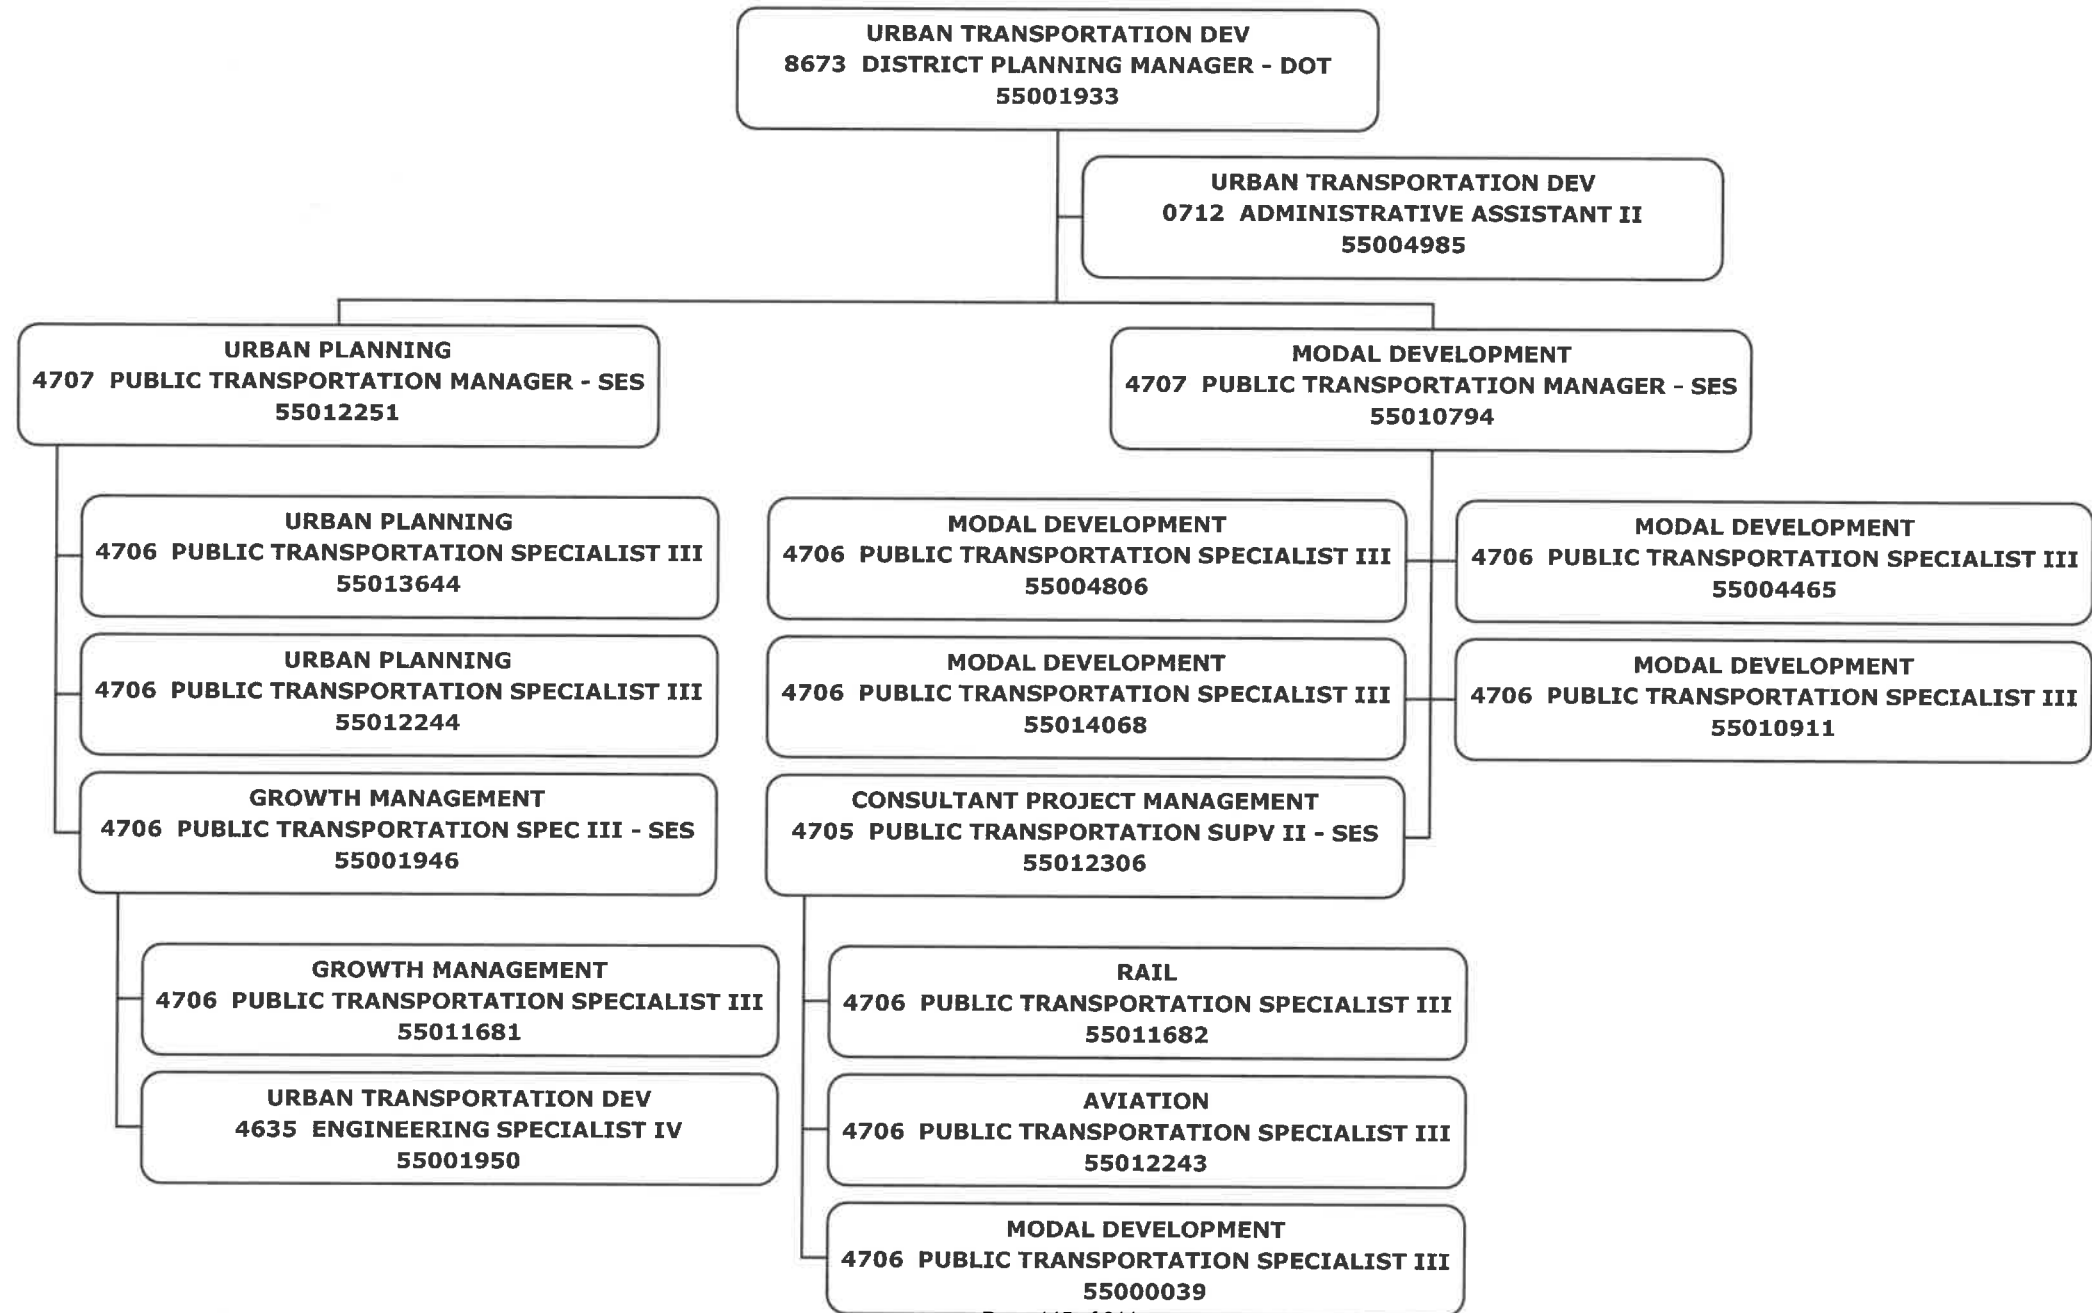 URBAN TRANSPORTATION DEV
8673 DISTRICT PLANNING MANAGER - DOT
55001933
URBAN TRANSPORTATION DEV
0712 ADMINISTRATIVE ASSISTANT II
55004985
URBAN PLANNING
4707 PUBLIC TRANSPORTATION MANAGER - SES
55012251
MODAL DEVELOPMENT
4707 PUBLIC TRANSPORTATION MANAGER - SES
55010794
URBAN PLANNING
4706 PUBLIC TRANSPORTATION SPECIALIST III
55013644
MODAL DEVELOPMENT
4706 PUBLIC TRANSPORTATION SPECIALIST III
55004806
MODAL DEVELOPMENT
4706 PUBLIC TRANSPORTATION SPECIALIST III
55004465
URBAN PLANNING
4706 PUBLIC TRANSPORTATION SPECIALIST III
55012244
MODAL DEVELOPMENT
4706 PUBLIC TRANSPORTATION SPECIALIST III
55014068
MODAL DEVELOPMENT
4706 PUBLIC TRANSPORTATION SPECIALIST III
55010911
GROWTH MANAGEMENT
4706 PUBLIC TRANSPORTATION SPEC III - SES
55001946
CONSULTANT PROJECT MANAGEMENT
4705 PUBLIC TRANSPORTATION SUPV II - SES
55012306
GROWTH MANAGEMENT
4706 PUBLIC TRANSPORTATION SPECIALIST III
55011681
RAIL
4706 PUBLIC TRANSPORTATION SPECIALIST III
55011682
URBAN TRANSPORTATION DEV
4635 ENGINEERING SPECIALIST IV
55001950
AVIATION
4706 PUBLIC TRANSPORTATION SPECIALIST III
55012243
MODAL DEVELOPMENT
4706 PUBLIC TRANSPORTATION SPECIALIST III
55000039